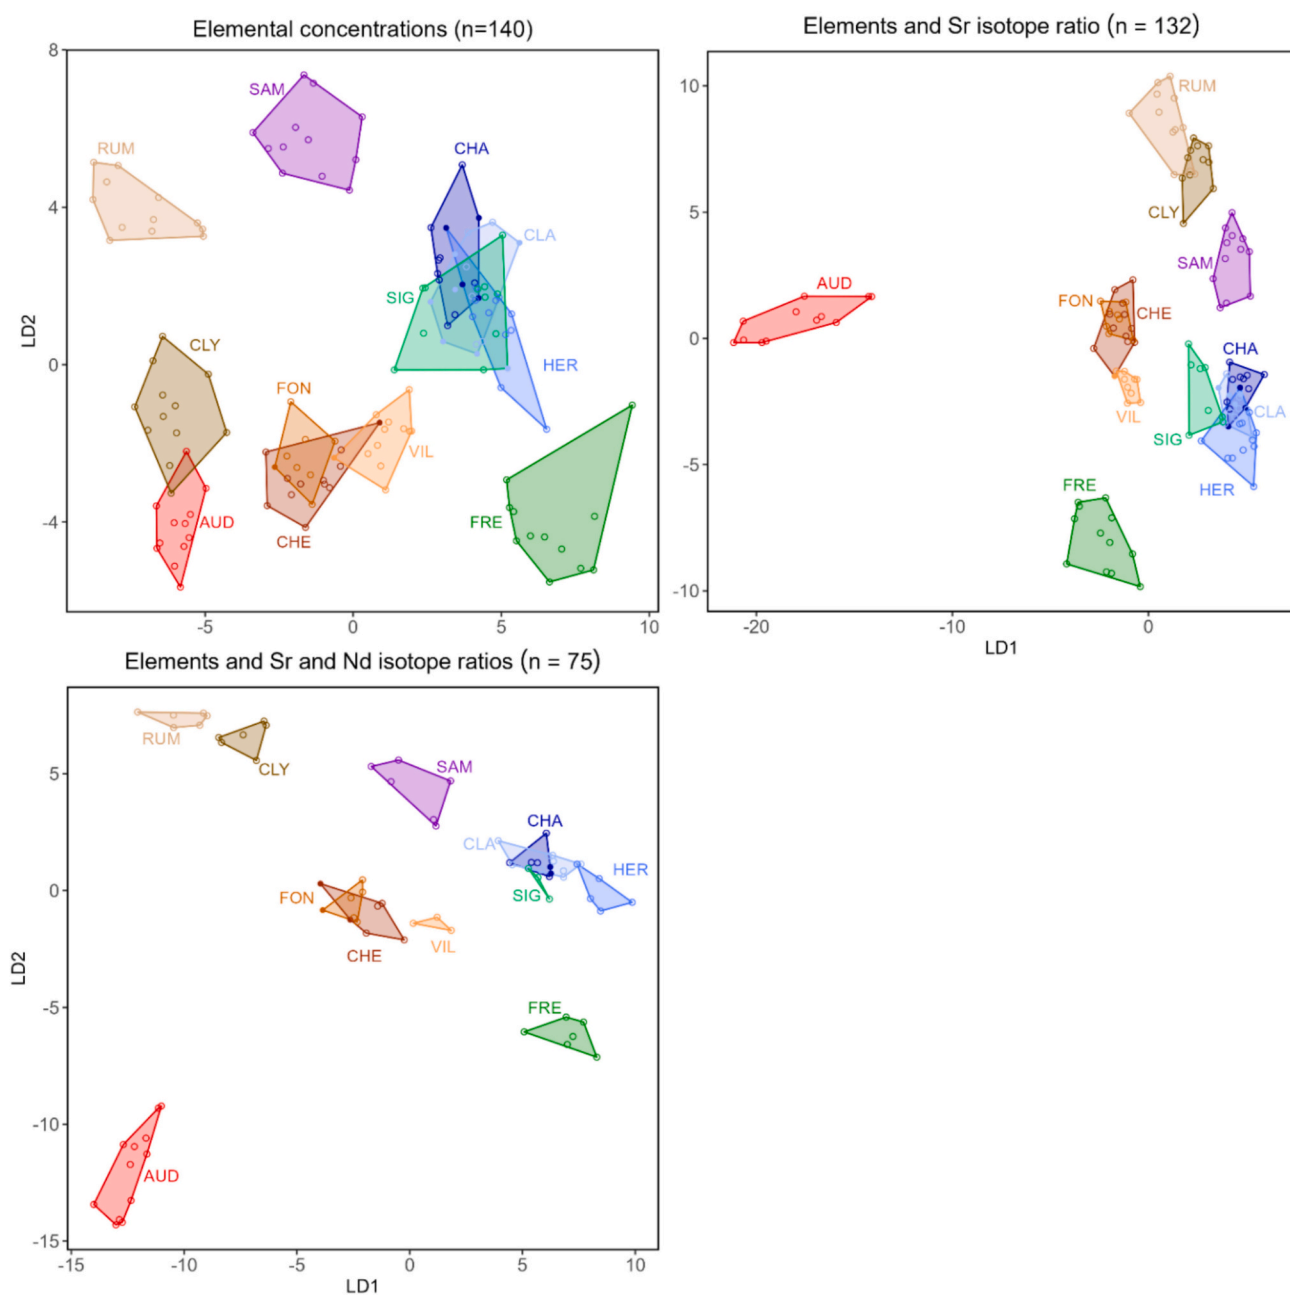 Elemental concentrations (n=140)
8
4
0
-4
LD2
-5
0
5
10
SAM
RUM
CHA
CLA
SIG
HER
CLY
FON
VIL
AUD
CHE
FRE
Elements and Sr isotope ratio (n = 132)
10
5
0
-5
-10
-20
-10
0
LD1
RUM
CLY
SAM
AUD
FON
CHE
CHA
VIL
CLA
SIG
HER
FRE
Elements and Sr and Nd isotope ratios (n = 75)
5
0
-5
-10
-15
LD2
-15
-10
-5
0
5
10
LD1
RUM
CLY
SAM
CHA
CLA
HER
SIG
FON
CHE
VIL
FRE
AUD